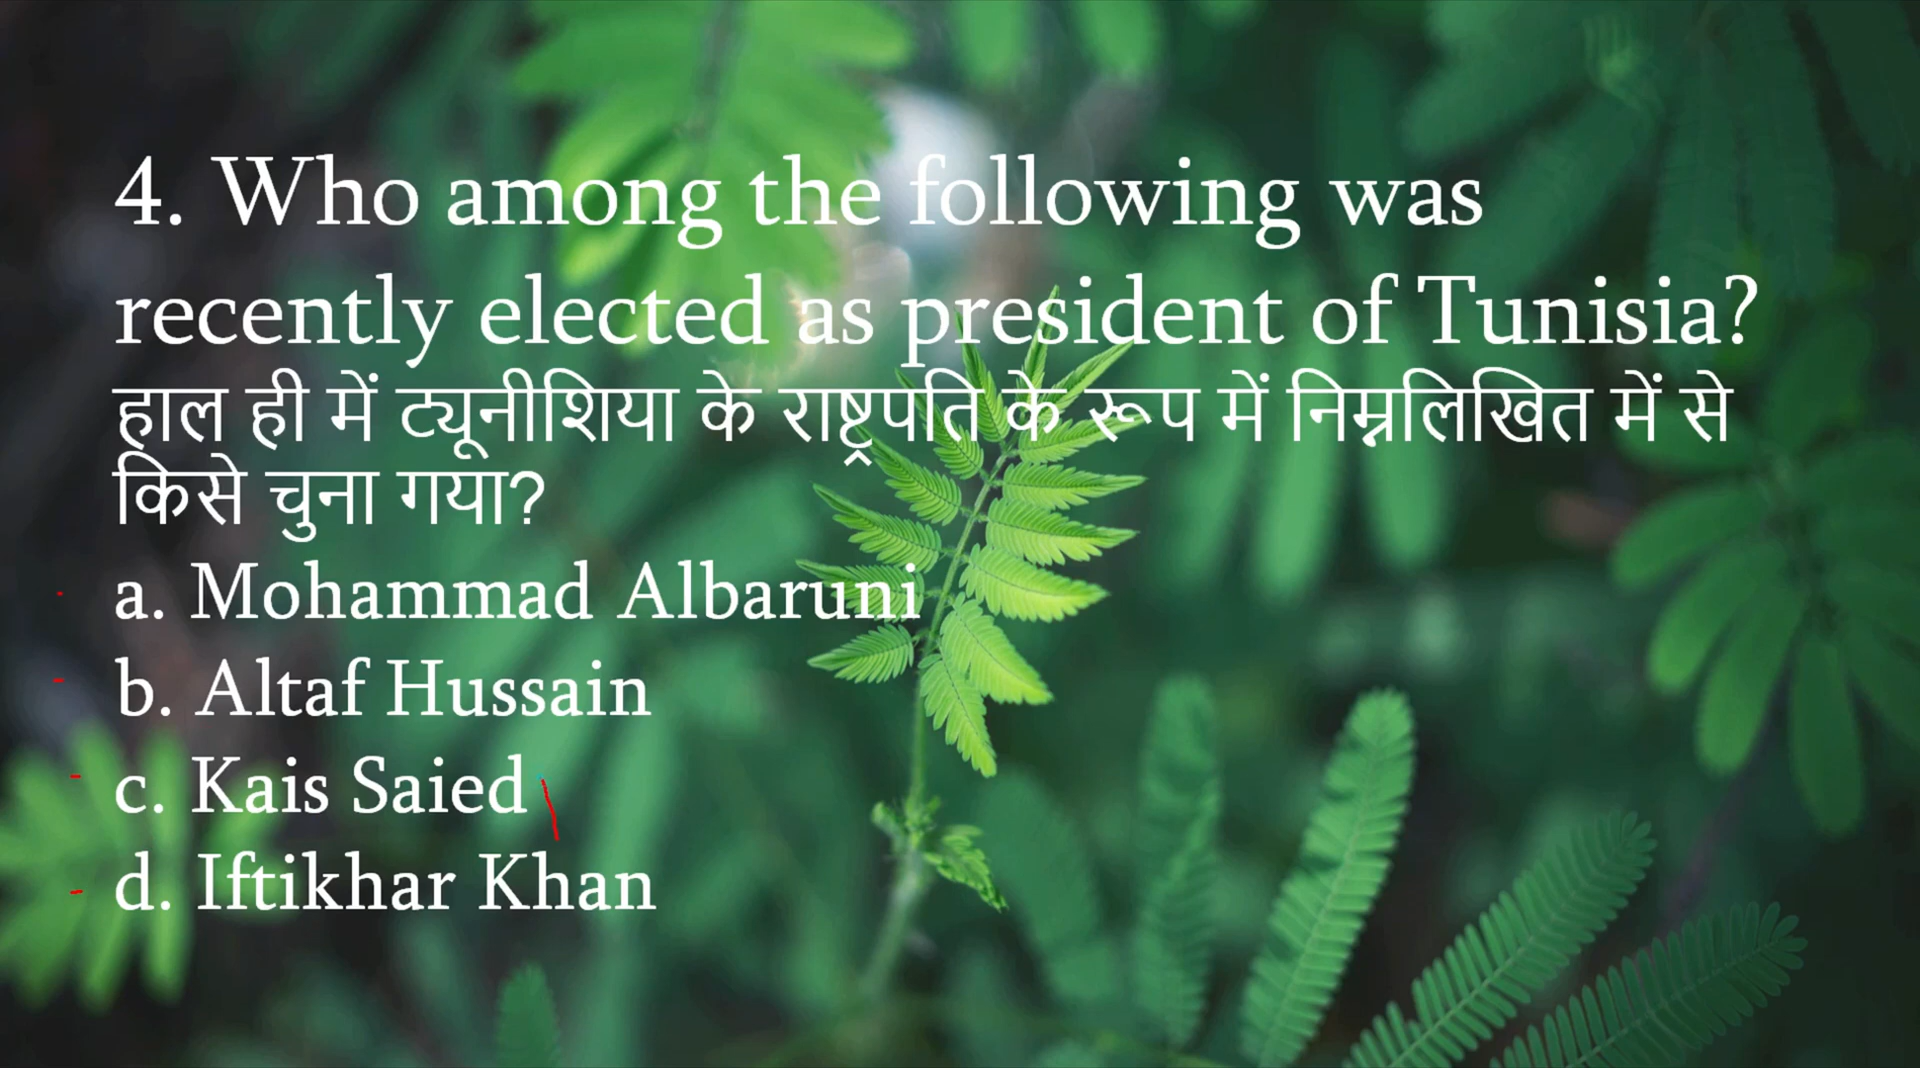 4. Who among the following was
recently elected as president of Tunisia?
हाल ही में ट्यूनीशिया के राष्ट्रपति के रूप में निम्नलिखित में से
किसे चुना गया?
a. Mohammad Albaruni
b. Altaf Hussain
c. Kais Saied
d. Iftikhar Khan